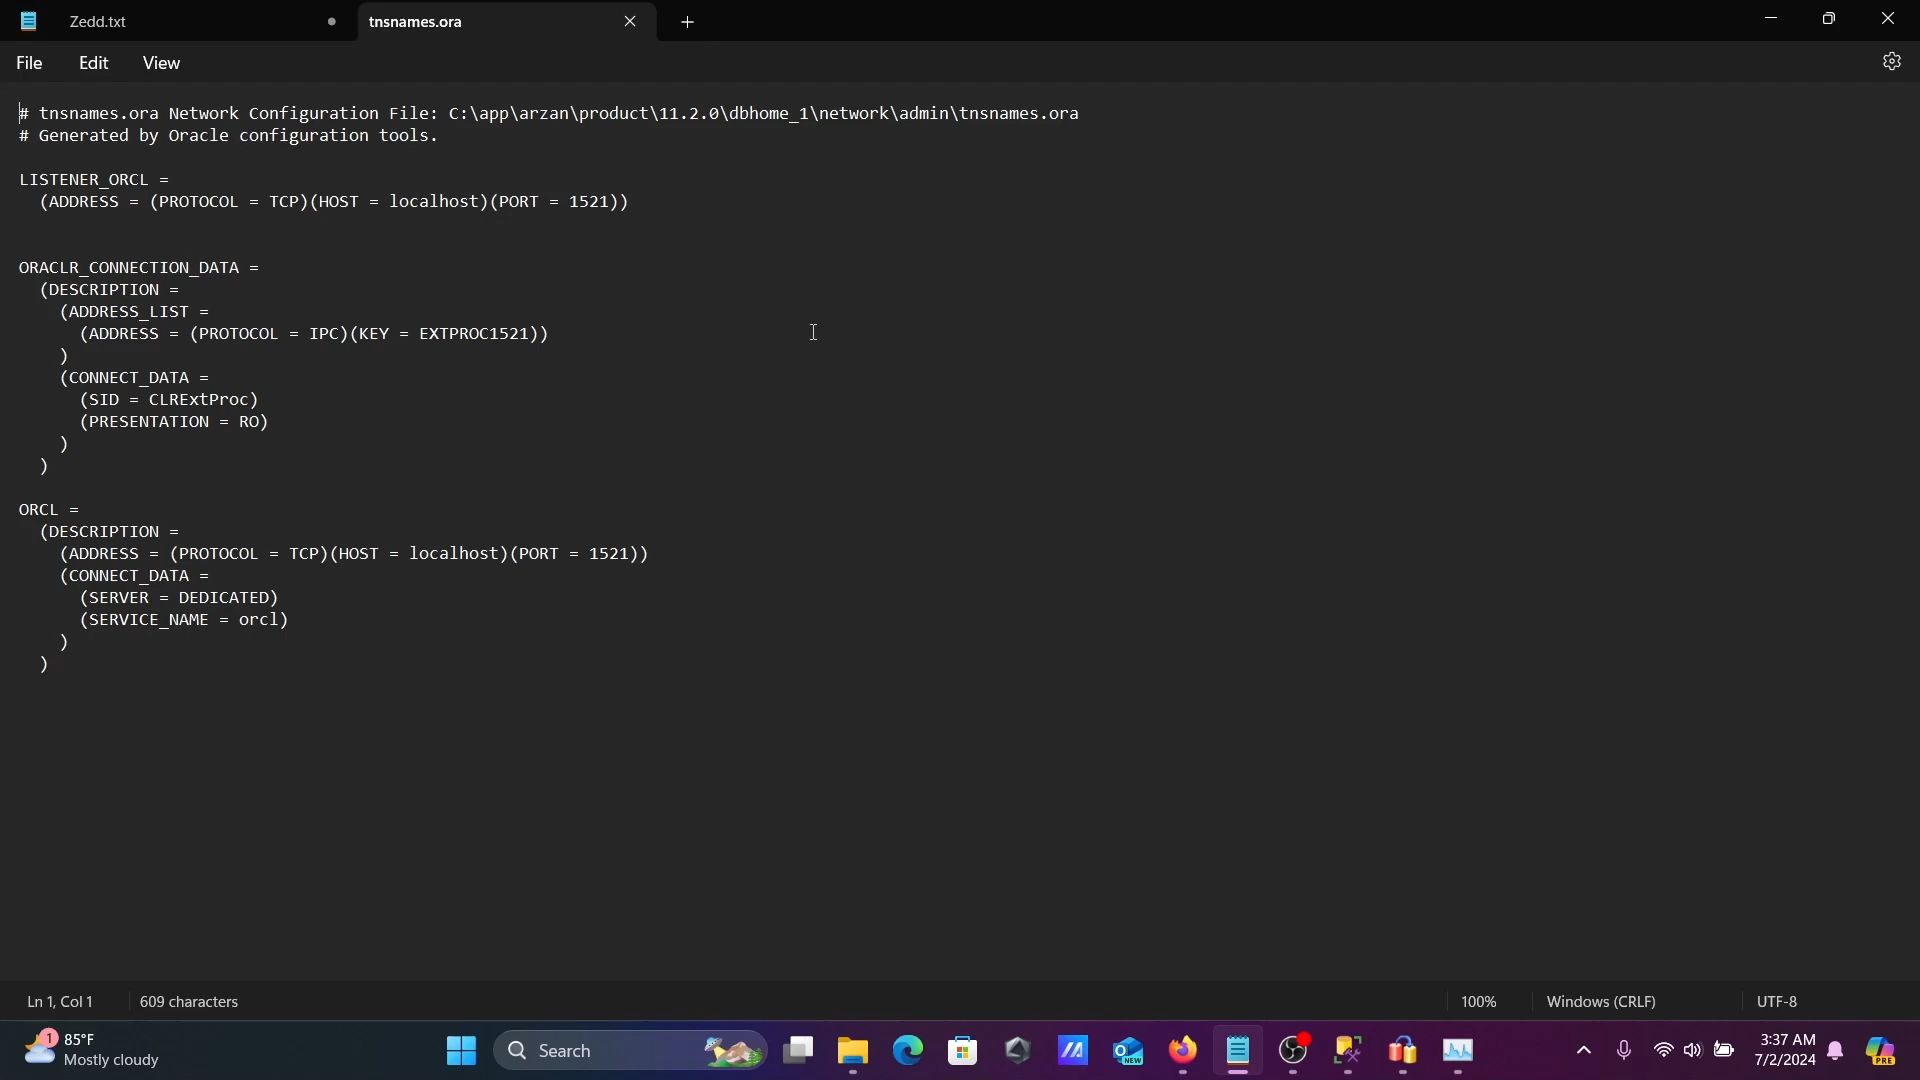 Zedd.txt
tnsnames.ora
File Edit View
# tnsnames.ora Network Configuration File: C:\app\arzan\product\11.2.0\dbhome_1\network\admin\tnsnames.ora
# Generated by Oracle configuration tools.
LISTENER_ORCL =
(ADDRESS = (PROTOCOL = TCP)(HOST = localhost)(PORT = 1521))
ORACLR_CONNECTION_DATA =
(DESCRIPTION =
(ADDRESS_LIST =
(ADDRESS = (PROTOCOL = IPC)(KEY = EXTPROC1521))
)
(CONNECT_DATA =
(SID = CLRExtProc)
(PRESENTATION = RO)
)
)
ORCL =
(DESCRIPTION =
(ADDRESS = (PROTOCOL = TCP)(HOST = localhost)(PORT = 1521))
(CONNECT_DATA =
(SERVER = DEDICATED)
(SERVICE_NAME = orcl)
)
)
Ln 1, Col 1 609 characters 100% Windows (CRLF) UTF-8
1
85°F
Mostly cloudy
Search
NEW
3:37 AM
7/2/2024
PRE